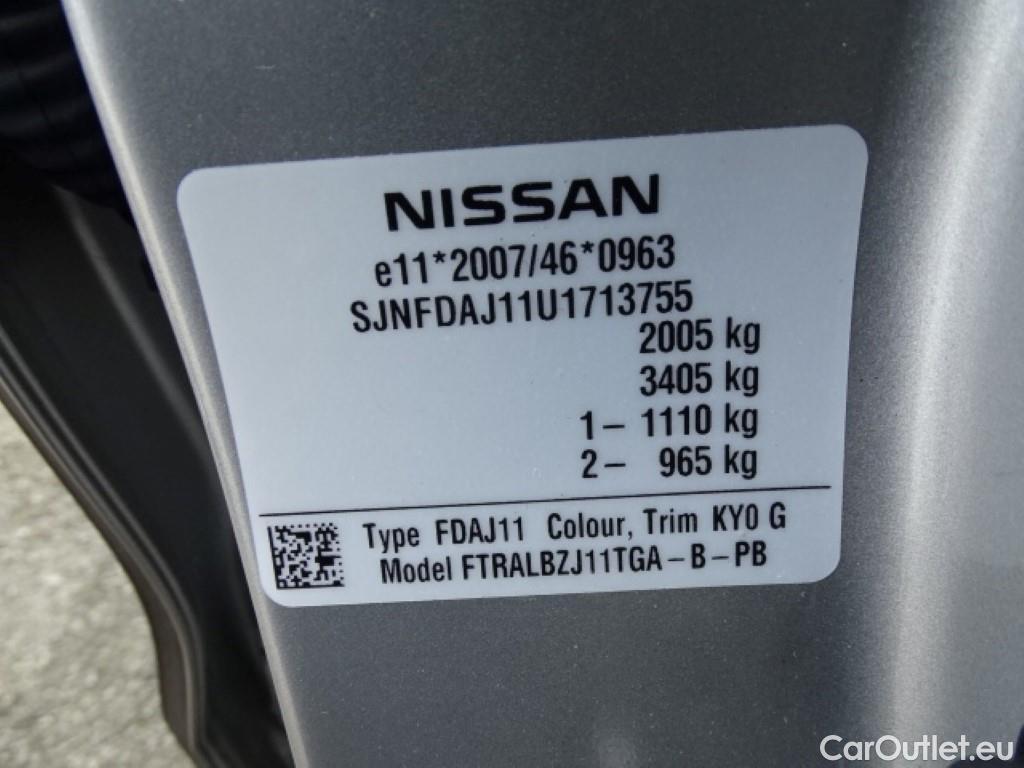 NISSAN
e11*2007/46*0963
SJNFDAJ11U1713755
2005 kg
3405 kg
1- 1110 kg
2- 965 kg
Type FDAJ11 Colour, Trim KY0 G
Model FTRALBZJ11TGA-B-PB
CarOutlet.eu